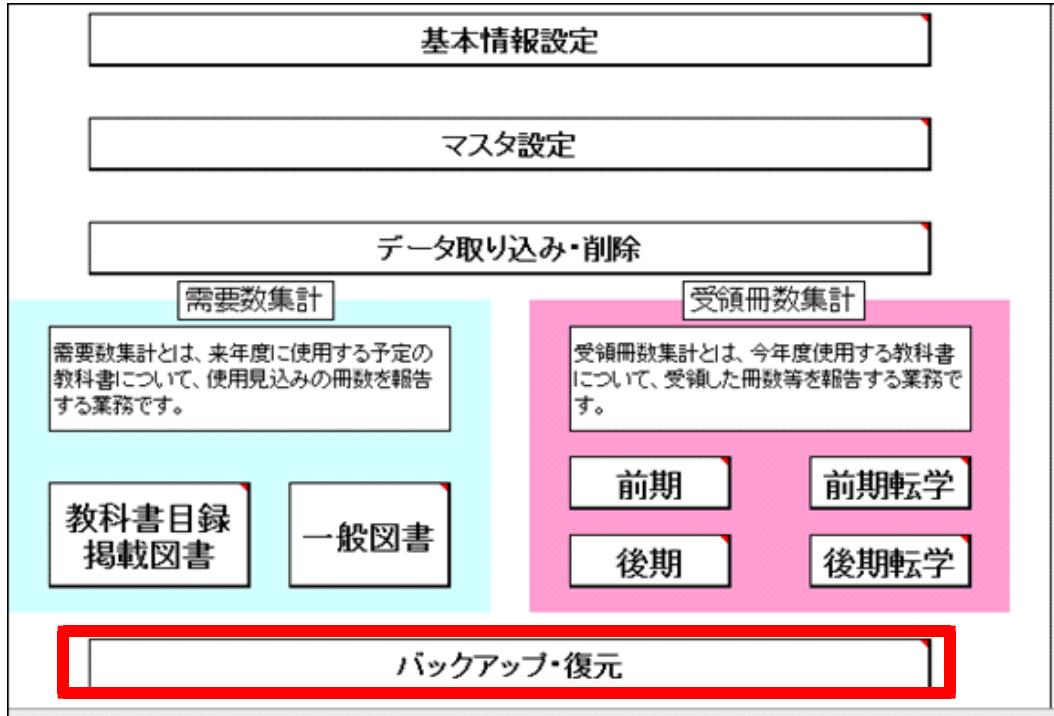 基本情報設定
マスタ設定
データ取り込み・削除
需要数集計
需要数集計とは、来年度に使用する予定の
教科書について、使用見込みの冊数を報告
する業務です。
教科書目録
掲載図書
一般図書
受領冊数集計
受領冊数集計とは、今年度使用する教科書
について、受領した冊数等を報告する業務で
す。
前期
前期転学
後期
後期転学
バックアップ・復元